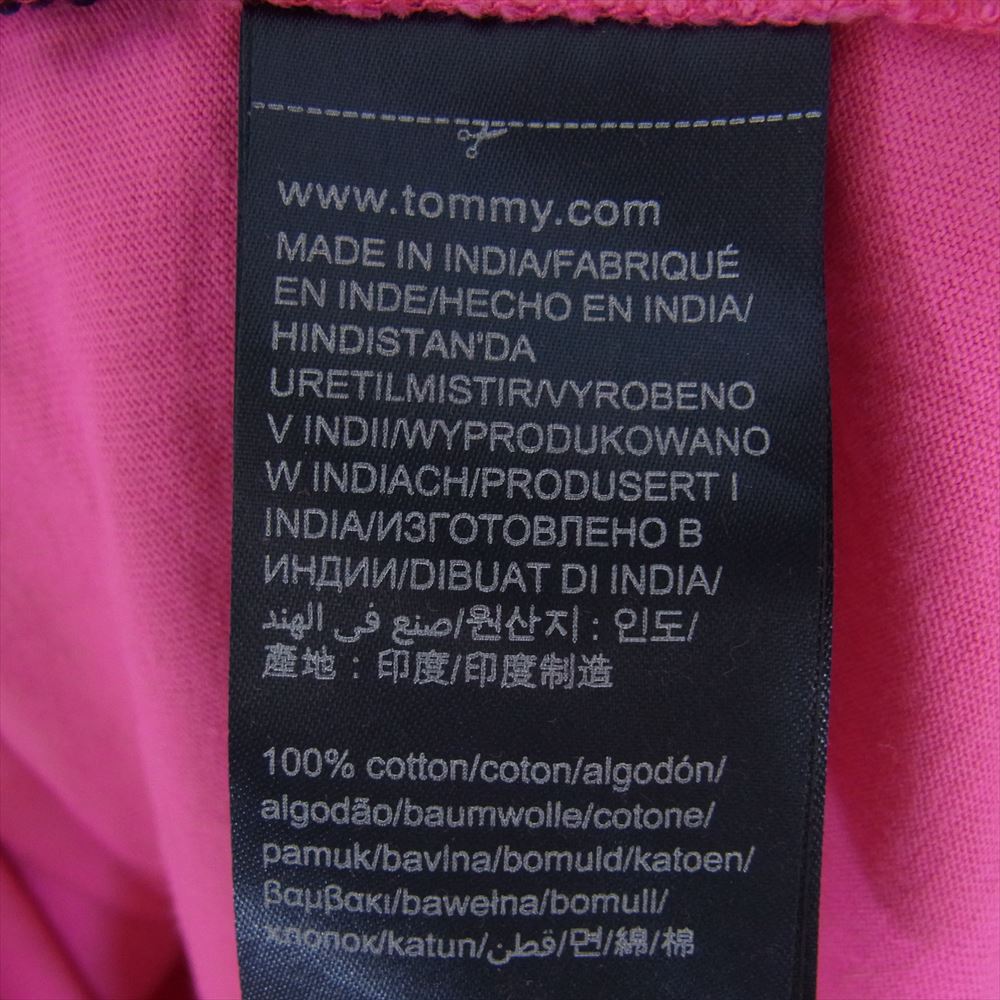 www.tommy.com
MADE IN INDIA/FABRIQUÉ
EN INDE/HECHO EN INDIA/
HINDISTAN'DA
URETILMISTIR/VYROBENO
V INDII/WYPRODUKOWANO
W INDIACH/PRODUSERT I
INDIA/ИЗГОТОВЛЕНО В
ИНДИИ/DIBUAT DI INDIA/
صنع فى الهند/원산지 : 인도/
產地 : 印度/印度制造
100% cotton/coton/algodón/
algodão/baumwolle/cotone/
pamuk/bavlna/bomuld/katoen/
βαμβακι/bawełna/bomull/
хлопок/katun/قطن/면/綿/棉